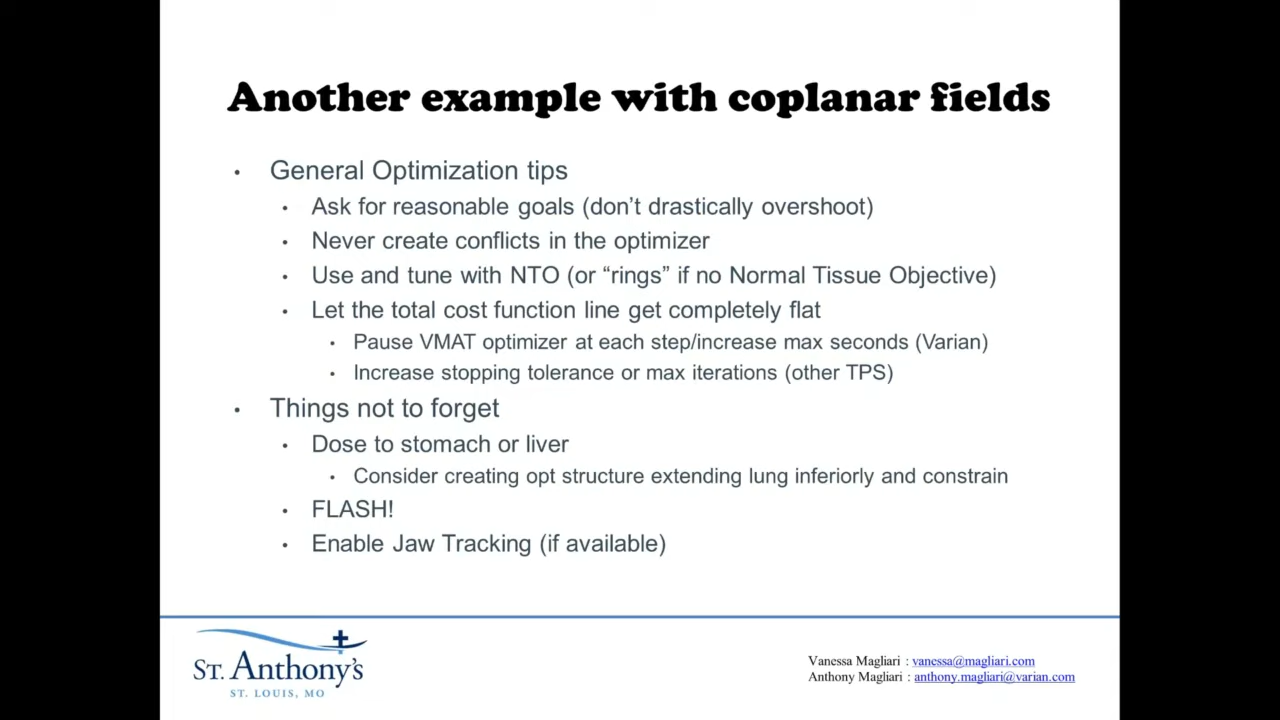 Another example with coplanar fields
• General Optimization tips
• Ask for reasonable goals (don’t drastically overshoot)
• Never create conflicts in the optimizer
• Use and tune with NTO (or “rings” if no Normal Tissue Objective)
• Let the total cost function line get completely flat
• Pause VMAT optimizer at each step/increase max seconds (Varian)
• Increase stopping tolerance or max iterations (other TPS)
• Things not to forget
• Dose to stomach or liver
• Consider creating opt structure extending lung inferiorly and constrain
• FLASH!
• Enable Jaw Tracking (if available)
ST. Anthony’s
ST. LOUIS, MO
Vanessa Magliari : vanessa@magliari.com
Anthony Magliari : anthony.magliari@varian.com